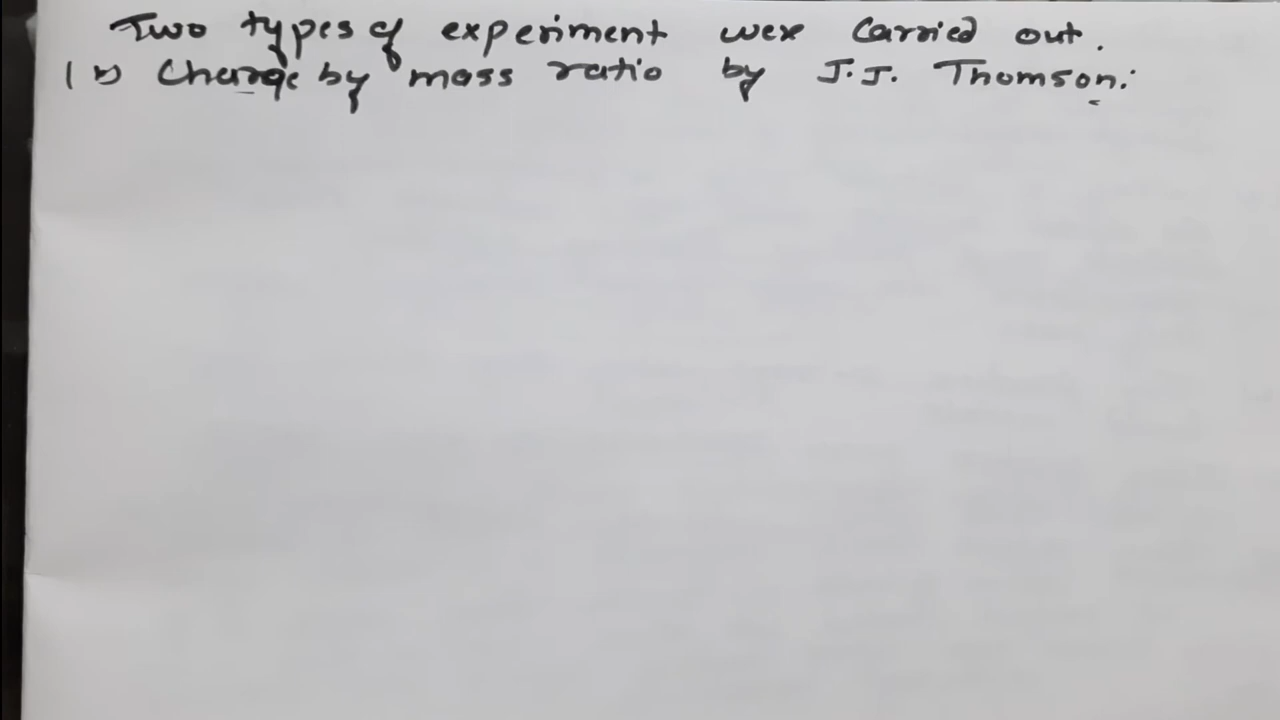 Two types of experiment were carried out.
1) Charge by mass ratio by J.J. Thomson: